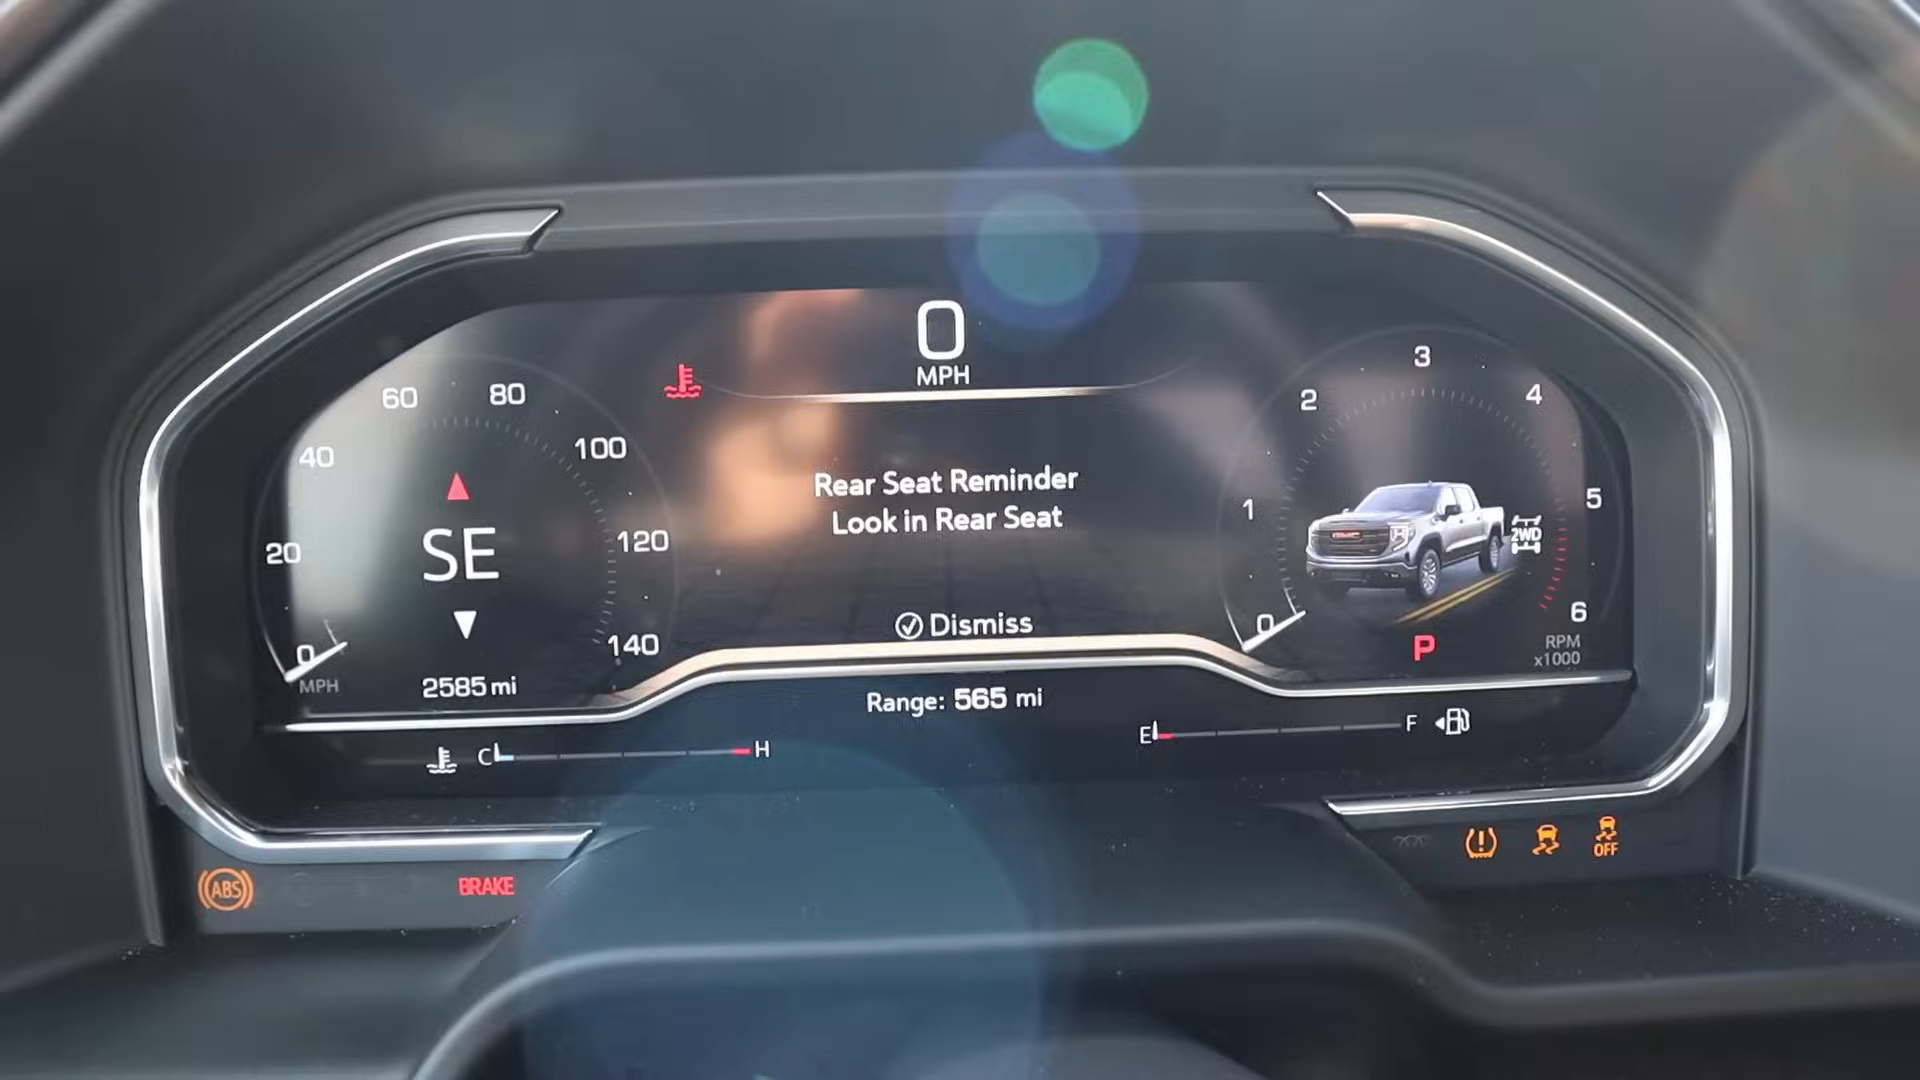 0
MPH
60 80
40 100
20 120
0 140
MPH
SE
2585 mi
Rear Seat Reminder
Look in Rear Seat
Dismiss
Range: 565 mi
C H
E F
3
2 4
1 5
0 6
GMC
2WD
P
RPM
x1000
ABS
BRAKE
OFF